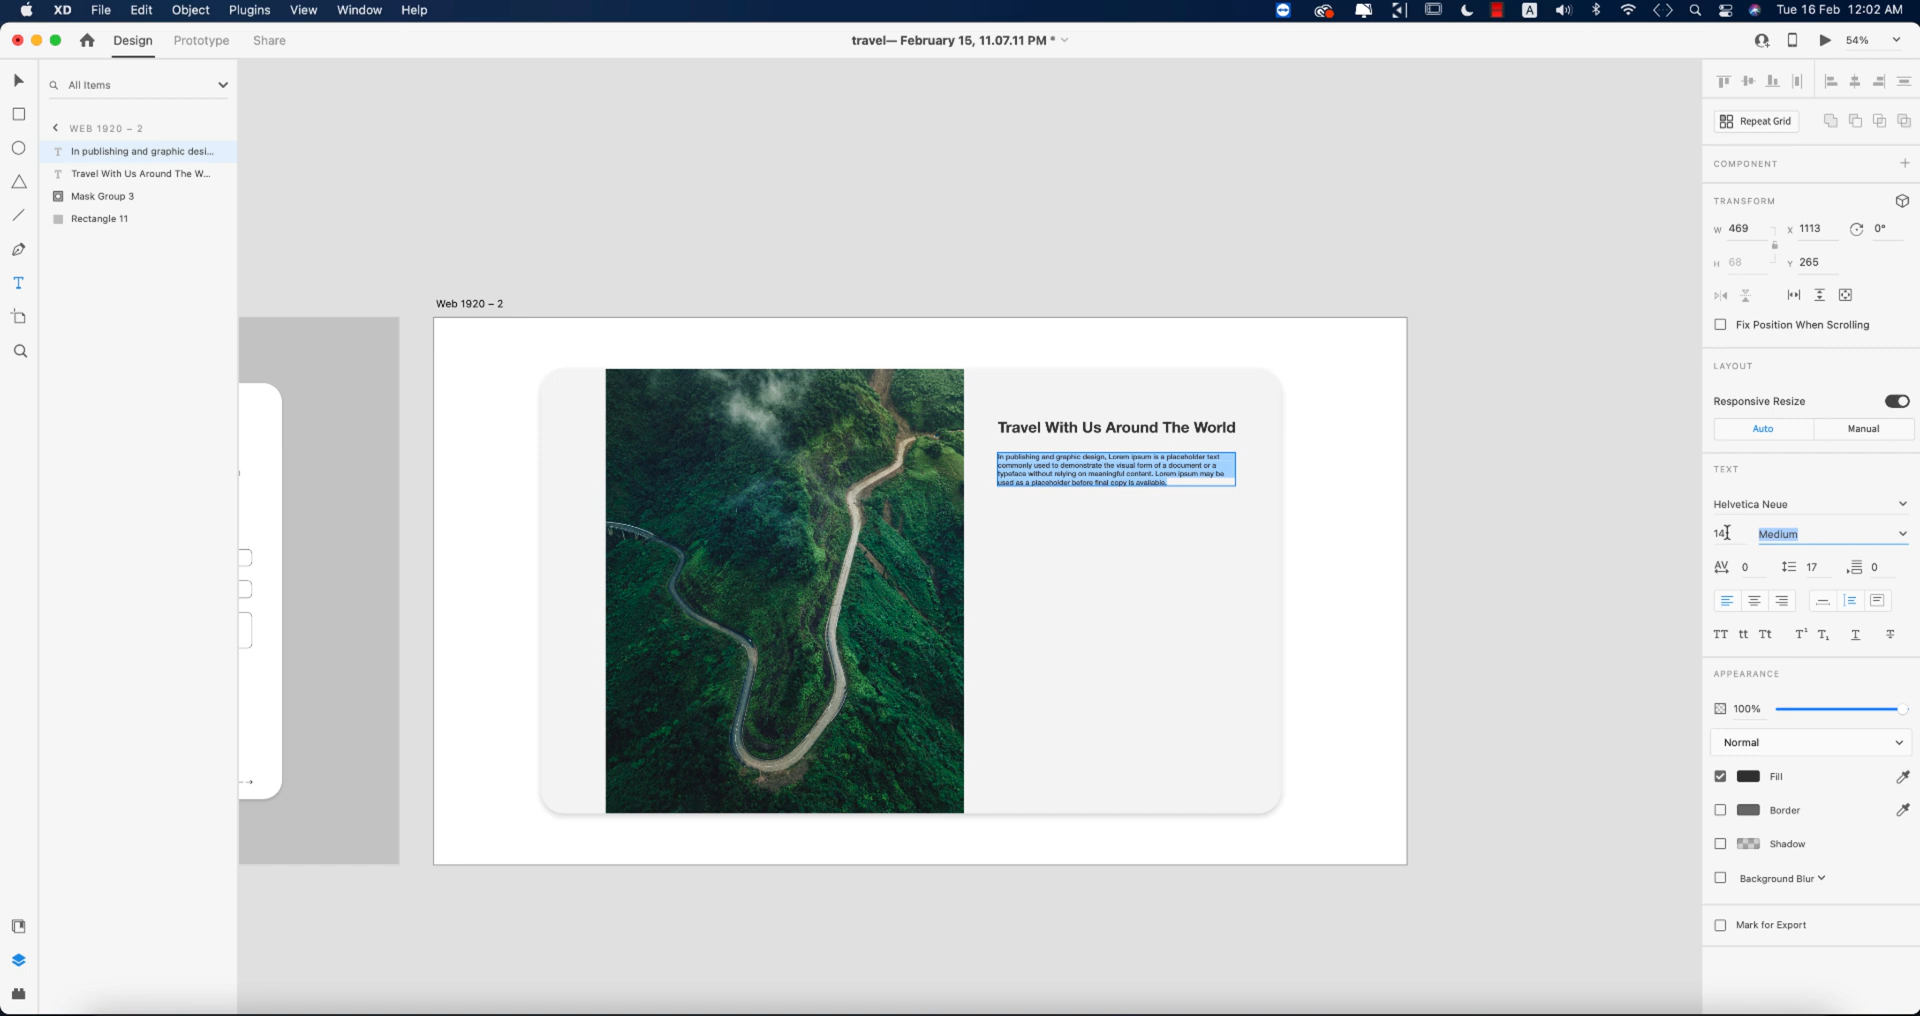 XD File Edit Object Plugins View Window Help
A
Tue 16 Feb 12:02 AM
Design Prototype Share
travel— February 15, 11.07.11 PM *
54%
All Items
WEB 1920 – 2
T In publishing and graphic desi...
T Travel With Us Around The W...
Mask Group 3
Rectangle 11
T
Web 1920 – 2
Travel With Us Around The World
In publishing and graphic design, Lorem ipsum is a placeholder text
commonly used to demonstrate the visual form of a document or a
typeface without relying on meaningful content. Lorem ipsum may be
used as a placeholder before final copy is available.
Repeat Grid
COMPONENT
TRANSFORM
W 469 X 1113 0°
H 68 Y 265
Fix Position When Scrolling
LAYOUT
Responsive Resize
Auto Manual
TEXT
Helvetica Neue
14 Medium
AV 0 17 0
TT tt Tt T¹ T₁ T T
APPEARANCE
100%
Normal
Fill
Border
Shadow
Background Blur
Mark for Export